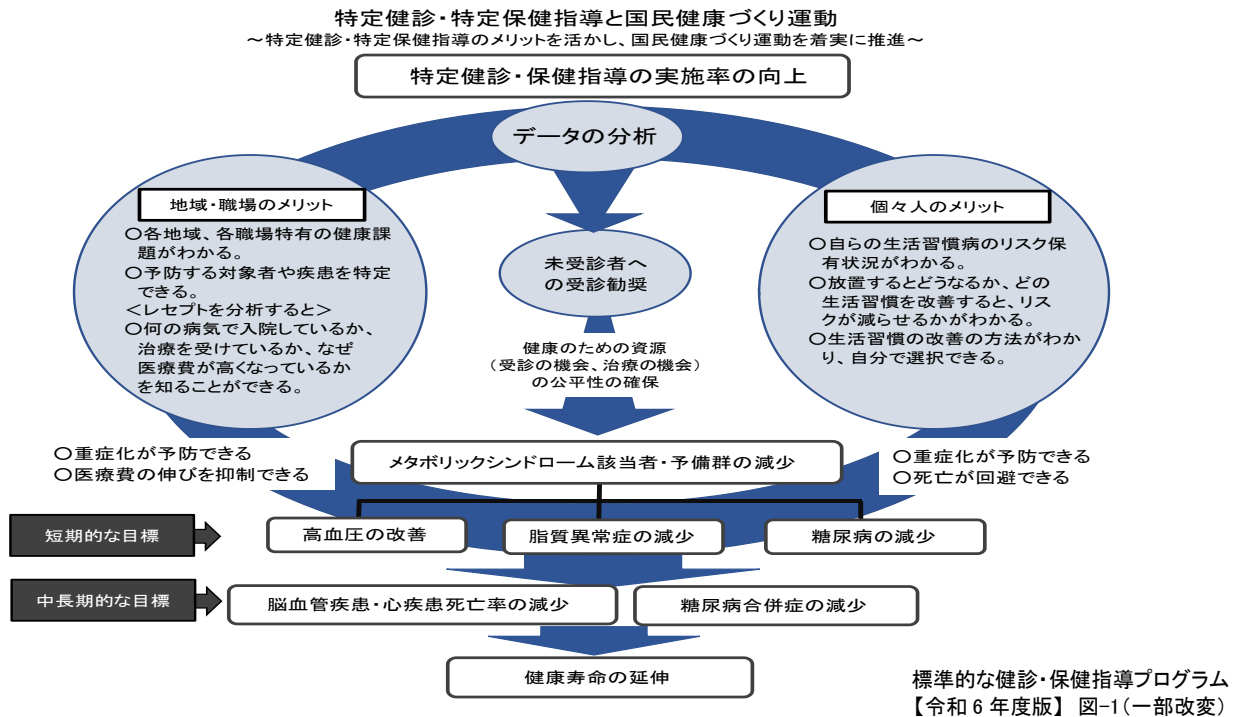 特定健診・特定保健指導と国民健康づくり運動
～特定健診・特定保健指導のメリットを活かし、国民健康づくり運動を着実に推進～
特定健診・保健指導の実施率の向上
データの分析
地域・職場のメリット
○各地域、各職場特有の健康課
題がわかる。
○予防する対象者や疾患を特定
できる。
＜レセプトを分析すると＞
○何の病気で入院しているか、
治療を受けているか、なぜ
医療費が高くなっているか
を知ることができる。
未受診者へ
の受診勧奨
健康のための資源
（受診の機会、治療の機会）
の公平性の確保
個々人のメリット
○自らの生活習慣病のリスク保
有状況がわかる。
○放置するとどうなるか、どの
生活習慣を改善すると、リス
クが減らせるかがわかる。
○生活習慣の改善の方法がわか
り、自分で選択できる。
○重症化が予防できる
○医療費の伸びを抑制できる
メタボリックシンドローム該当者・予備群の減少
○重症化が予防できる
○死亡が回避できる
短期的な目標
高血圧の改善
脂質異常症の減少
糖尿病の減少
中長期的な目標
脳血管疾患・心疾患死亡率の減少
糖尿病合併症の減少
健康寿命の延伸
標準的な健診・保健指導プログラム
【令和6年度版】 図-1（一部改変）